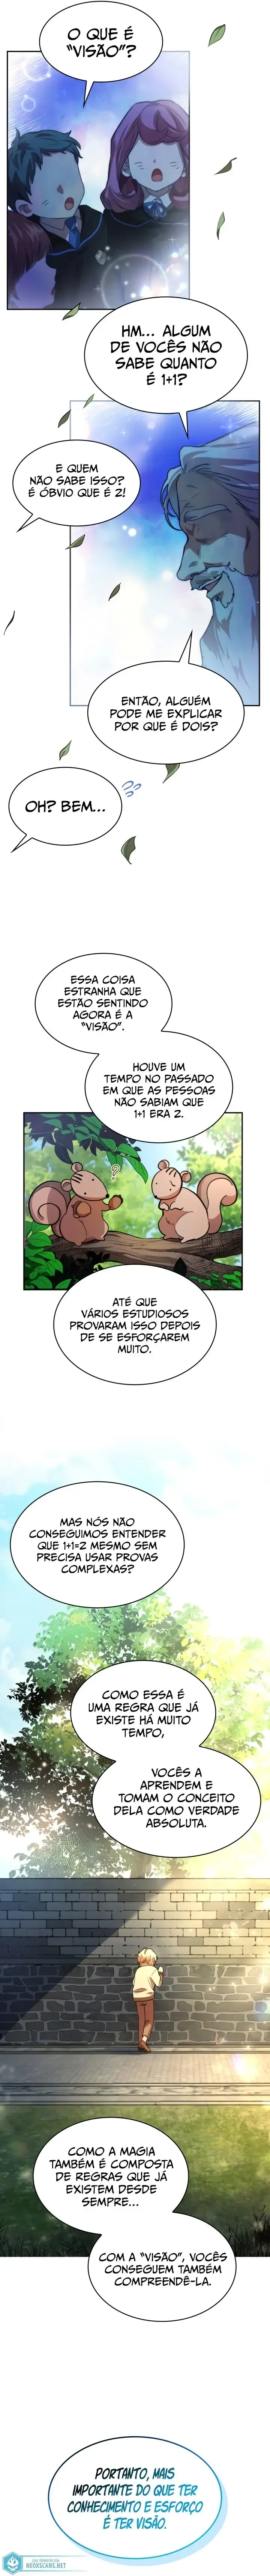 O QUE É
"VISÃO"?
HM... ALGUM
DE VOCÊS NÃO
SABE QUANTO
É 1+1?
E QUEM
NÃO SABE ISSO?
É ÓBVIO QUE É 2!
ENTÃO, ALGUÉM
PODE ME EXPLICAR
POR QUE É DOIS?
OH? BEM...
ESSA COISA
ESTRANHA QUE
ESTÃO SENTINDO
AGORA É A
"VISÃO".
HOUVE UM
TEMPO NO PASSADO
EM QUE AS PESSOAS
NÃO SABIAM QUE
1+1 ERA 2.
ATÉ QUE
VÁRIOS ESTUDIOSOS
PROVARAM ISSO DEPOIS
DE SE ESFORÇAREM
MUITO.
MAS NÓS NÃO
CONSEGUIMOS ENTENDER
QUE 1+1=2 MESMO SEM
PRECISA USAR PROVAS
COMPLEXAS?
COMO ESSA É
UMA REGRA QUE JÁ
EXISTE HÁ MUITO
TEMPO,
VOCÊS A
APRENDEM E
TOMAM O CONCEITO
DELA COMO VERDADE
ABSOLUTA.
COMO A MAGIA
TAMBÉM É COMPOSTA
DE REGRAS QUE JÁ
EXISTEM DESDE
SEMPRE...
COM A "VISÃO", VOCÊS
CONSEGUEM TAMBÉM
COMPREENDÊ-LA.
PORTANTO, MAIS
IMPORTANTE DO QUE TER
CONHECIMENTO E ESFORÇO
É TER VISÃO.
LEIA PRIMEIRO EM
NEOXSCANS.NET